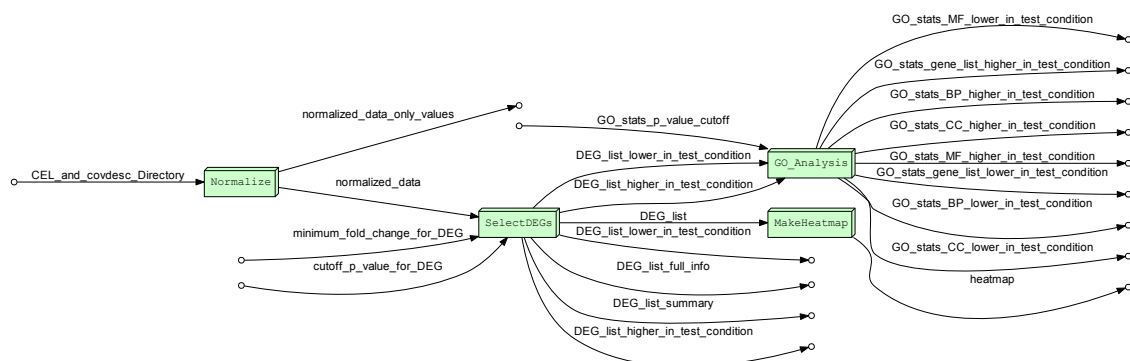 GO_stats_MF_lower_in_test_condition
GO_stats_gene_list_higher_in_test_condition
GO_stats_BP_higher_in_test_condition
normalized_data_only_values
GO_stats_p_value_cutoff
GO_stats_CC_higher_in_test_condition
DEG_list_lower_in_test_condition
GO_Analysis
GO_stats_MF_higher_in_test_condition
CEL_and_covdesc_Directory
Normalize
normalized_data
DEG_list_higher_in_test_condition
GO_stats_gene_list_lower_in_test_condition
GO_stats_BP_lower_in_test_condition
SelectDEGs
DEG_list
MakeHeatmap
minimum_fold_change_for_DEG
DEG_list_lower_in_test_condition
GO_stats_CC_lower_in_test_condition
cutoff_p_value_for_DEG
DEG_list_full_info
heatmap
DEG_list_summary
DEG_list_higher_in_test_condition